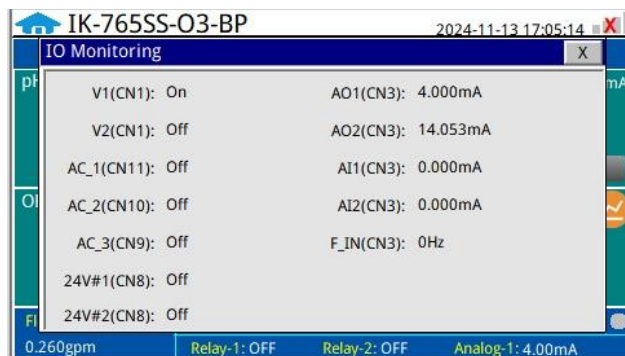 IK-765SS-O3-BP 2024-11-13 17:05:14 X
IO Monitoring X
V1(CN1): On AO1(CN3): 4.000mA
V2(CN1): Off AO2(CN3): 14.053mA
AC_1(CN11): Off AI1(CN3): 0.000mA
AC_2(CN10): Off AI2(CN3): 0.000mA
AC_3(CN9): Off F_IN(CN3): 0Hz
24V#1(CN8): Off
24V#2(CN8): Off
0.260gpm Relay-1: OFF Relay-2: OFF Analog-1: 4.00mA